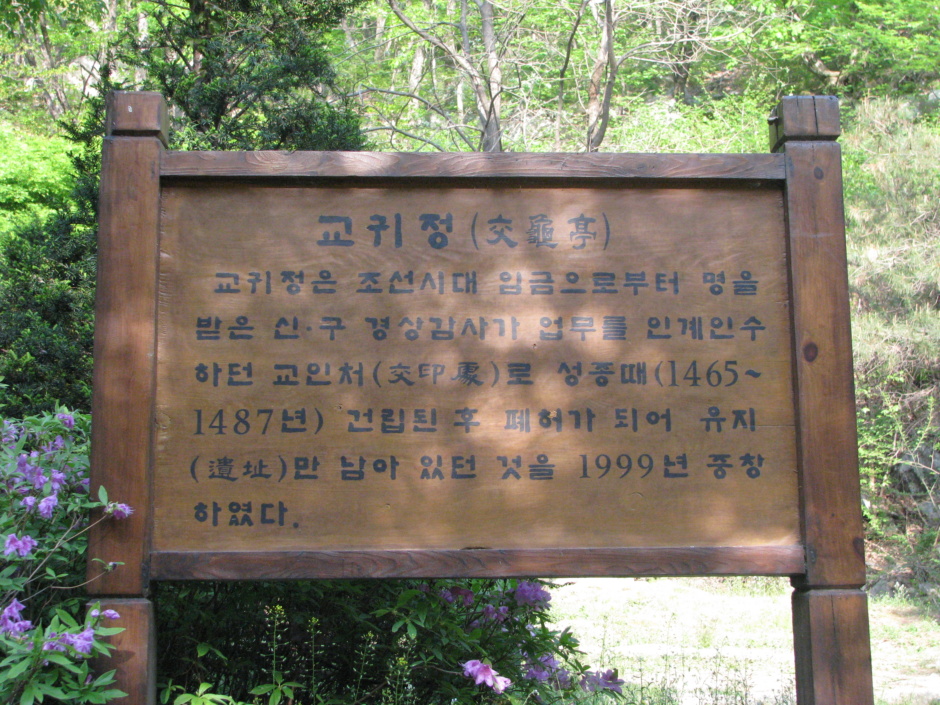 교귀정(交龜亭)
교귀정은 조선시대 임금으로부터 명을
받은 신·구 경상감사가 업무를 인계인수
하던 교인처(交印處)로 성종때(1465~
1487년) 건립된 후 폐허가 되어 유지
(遺址)만 남아 있던 것을 1999년 중창
하였다.